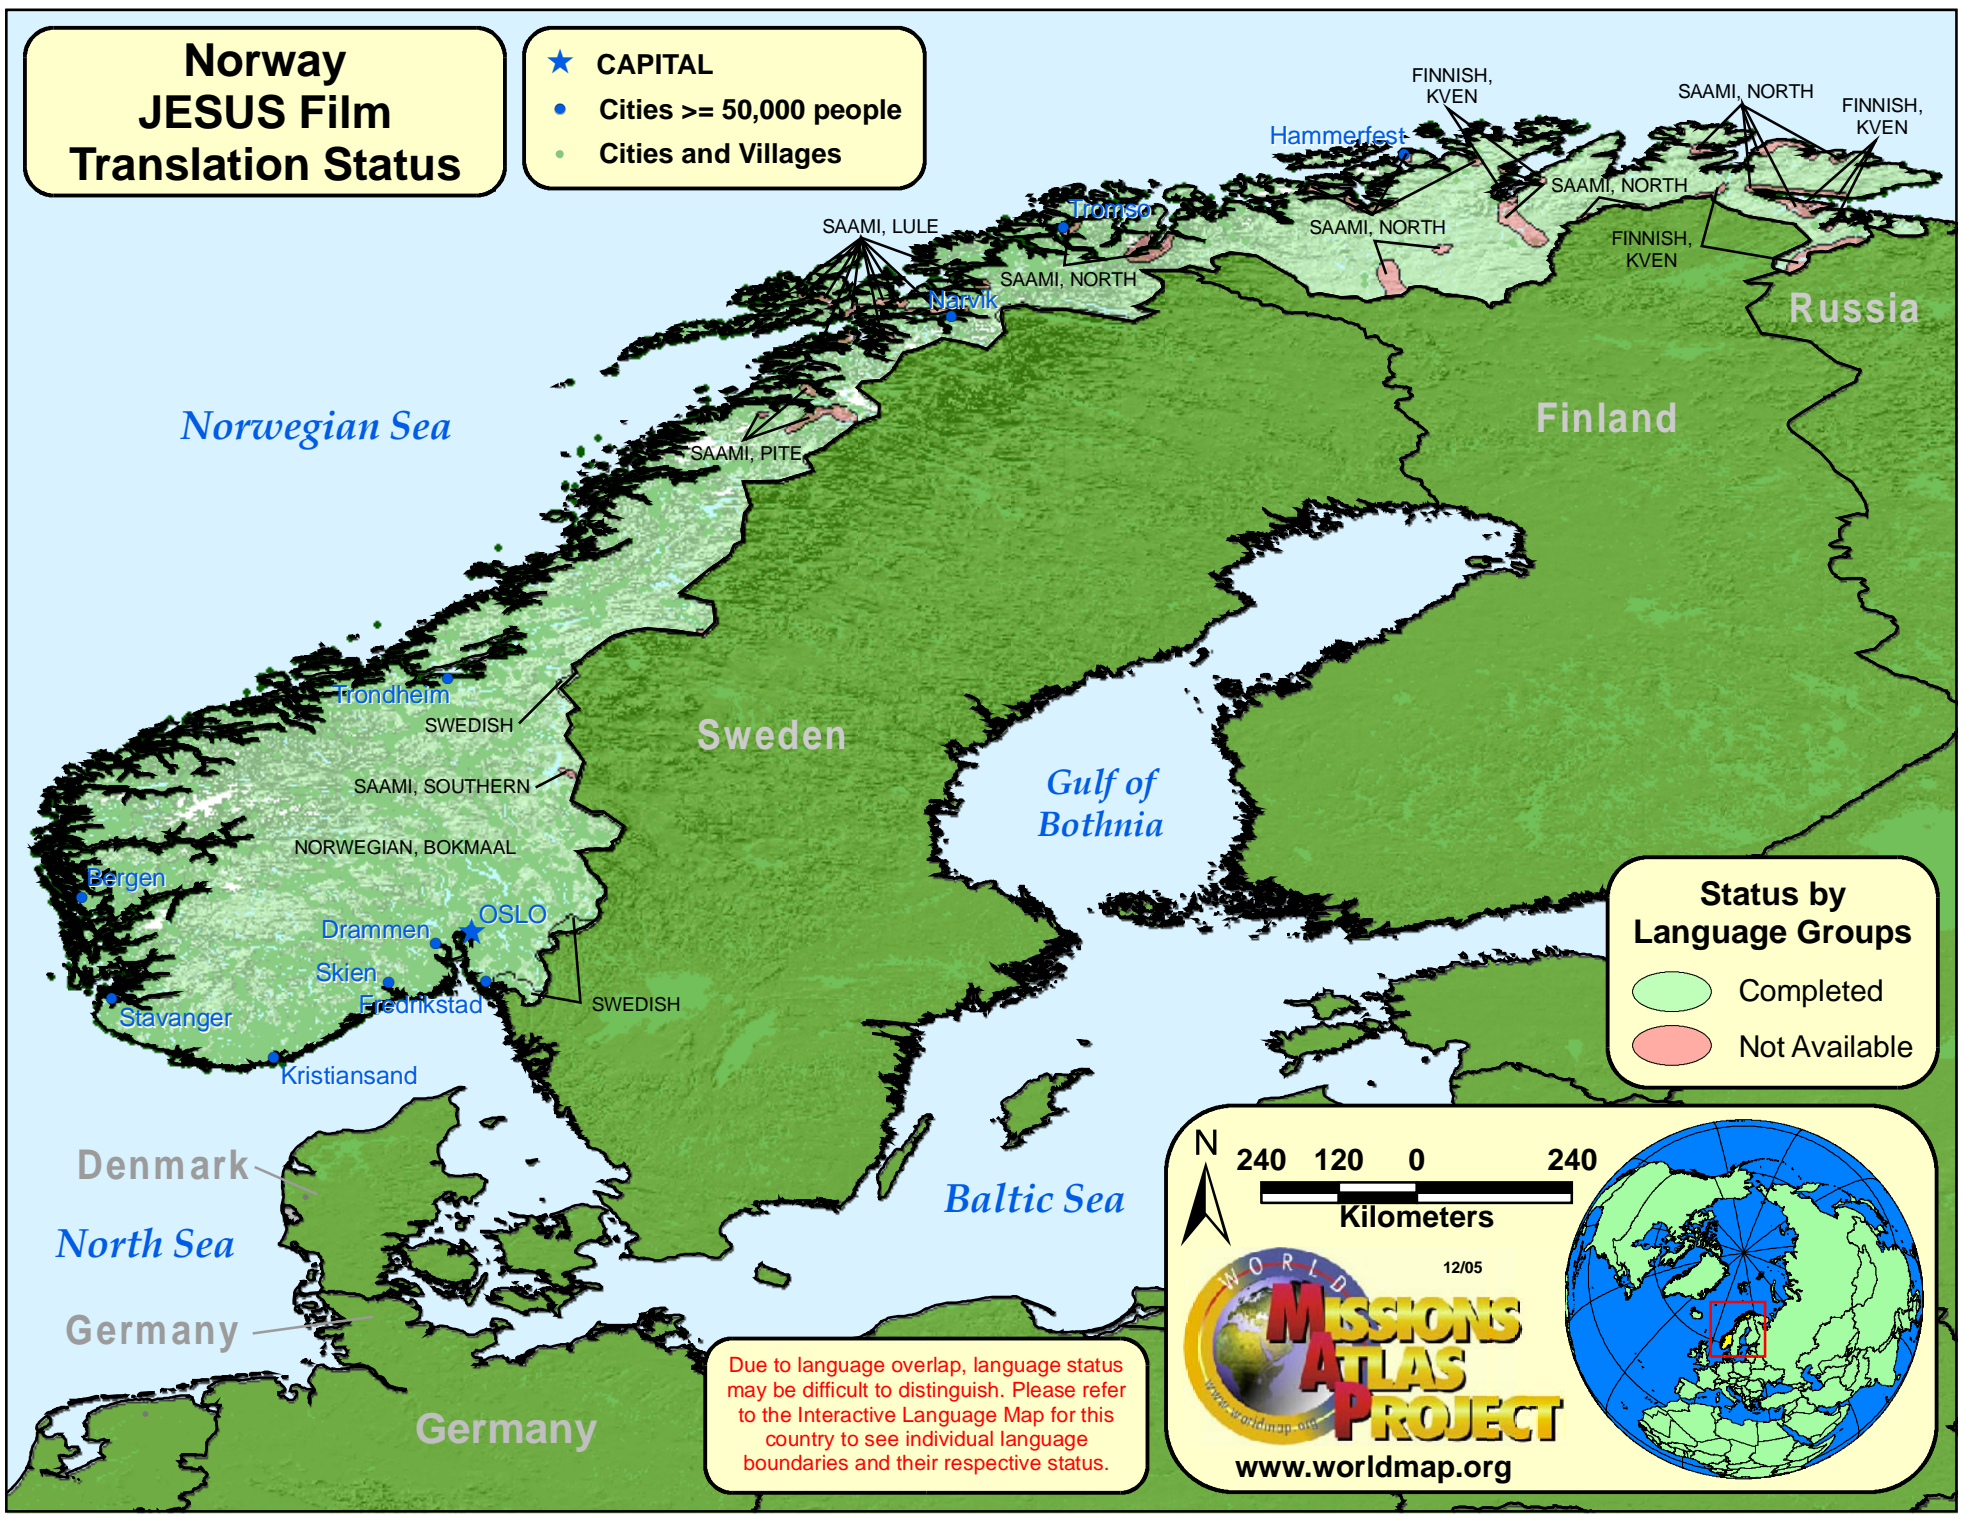 Norway
JESUS Film
Translation Status
CAPITAL
Cities >= 50,000 people
Cities and Villages
FINNISH,
KVEN
SAAMI, NORTH
FINNISH,
KVEN
Hammerfest
SAAMI, NORTH
Tromso
SAAMI, LULE
SAAMI, NORTH
FINNISH,
KVEN
SAAMI, NORTH
Narvik
Russia
Norwegian Sea
Finland
SAAMI, PITE
Trondheim
SWEDISH
Sweden
SAAMI, SOUTHERN
Gulf of
Bothnia
NORWEGIAN, BOKMAAL
Bergen
OSLO
Drammen
Skien
Fredrikstad
SWEDISH
Stavanger
Kristiansand
Status by
Language Groups
Completed
Not Available
Denmark
North Sea
Germany
Baltic Sea
Germany
Due to language overlap, language status
may be difficult to distinguish. Please refer
to the Interactive Language Map for this
country to see individual language
boundaries and their respective status.
N
240 120 0 240
Kilometers
12/05
WORLD
MISSIONS
ATLAS
PROJECT
www.worldmap.org
www.worldmap.org